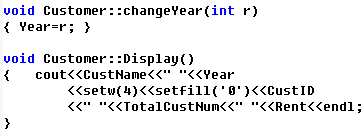 void Customer::changeYear(int r)
{ Year=r; }
void Customer::Display()
{ cout<<CustName<<" "<<Year
<<setw(4)<<setfill('0')<<CustID
<<" "<<TotalCustNum<<" "<<Rent<<endl;
}